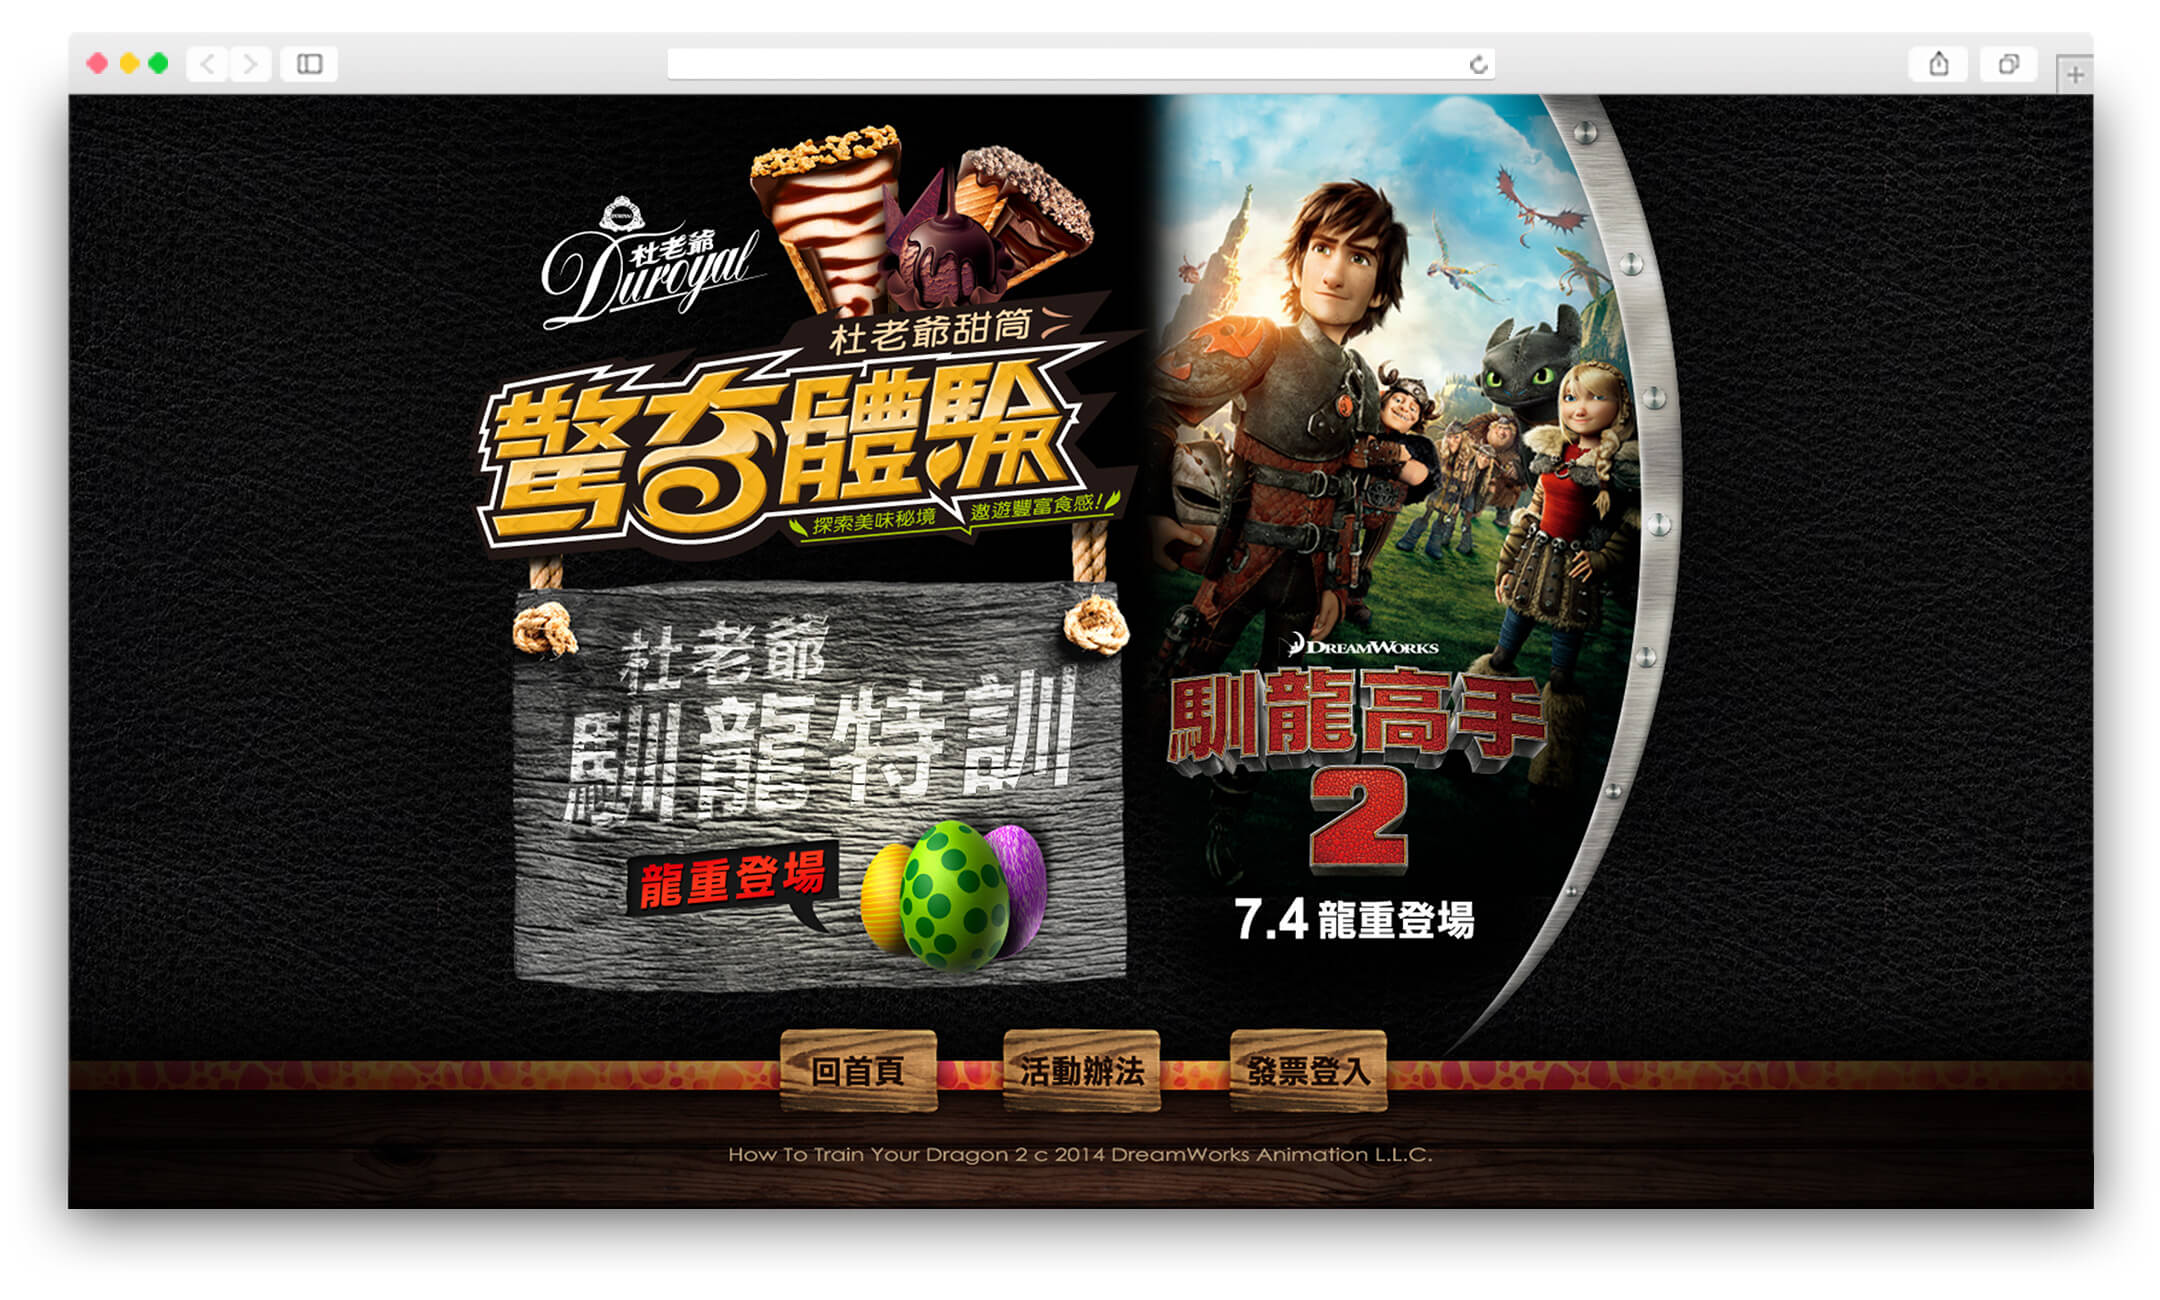 杜老爺
Duroyal
杜老爺甜筒
驚奇體驗
探索美味秘境 遨遊豐富食感!
杜老爺
馴龍特訓
龍重登場
DREAMWORKS
馴龍高手
2
7.4 龍重登場
回首頁
活動辦法
發票登入
How To Train Your Dragon 2 c 2014 DreamWorks Animation L.L.C.